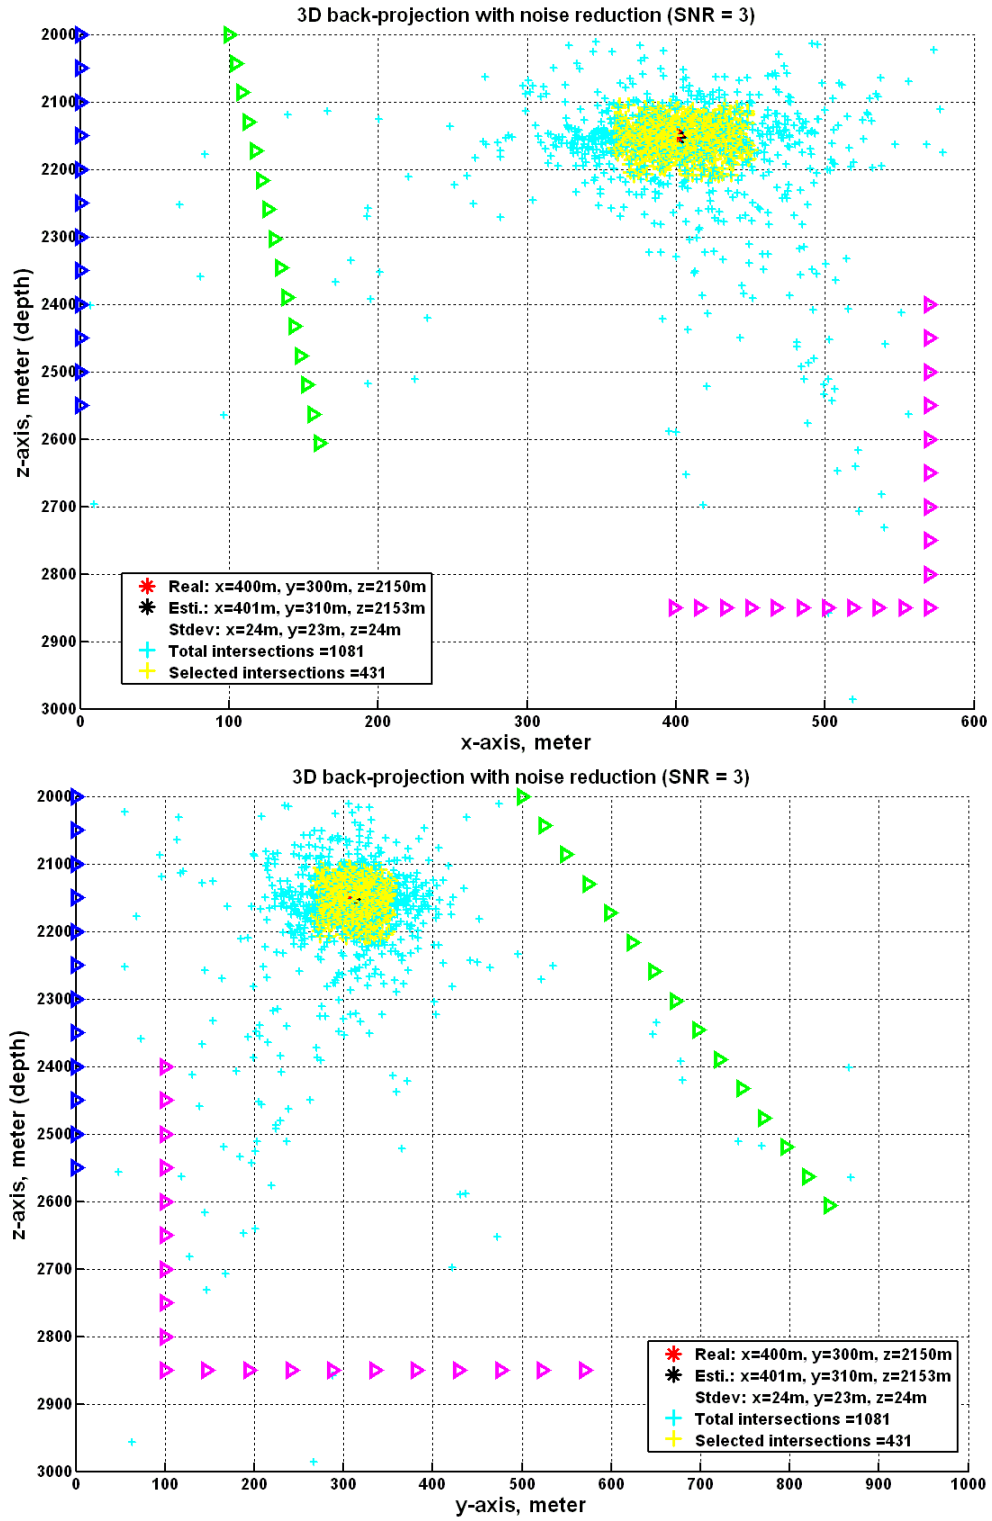 3D back-projection with noise reduction (SNR = 3)
2000
2100
2200
2300
2400
2500
2600
2700
2800
2900
3000
z-axis, meter (depth)
Real: x=400m, y=300m, z=2150m
Esti.: x=401m, y=310m, z=2153m
Stdev: x=24m, y=23m, z=24m
Total intersections =1081
Selected intersections =431
0 100 200 300 400 500 600
x-axis, meter
3D back-projection with noise reduction (SNR = 3)
2000
2100
2200
2300
2400
2500
2600
2700
2800
2900
3000
z-axis, meter (depth)
Real: x=400m, y=300m, z=2150m
Esti.: x=401m, y=310m, z=2153m
Stdev: x=24m, y=23m, z=24m
Total intersections =1081
Selected intersections =431
0 100 200 300 400 500 600 700 800 900 1000
y-axis, meter